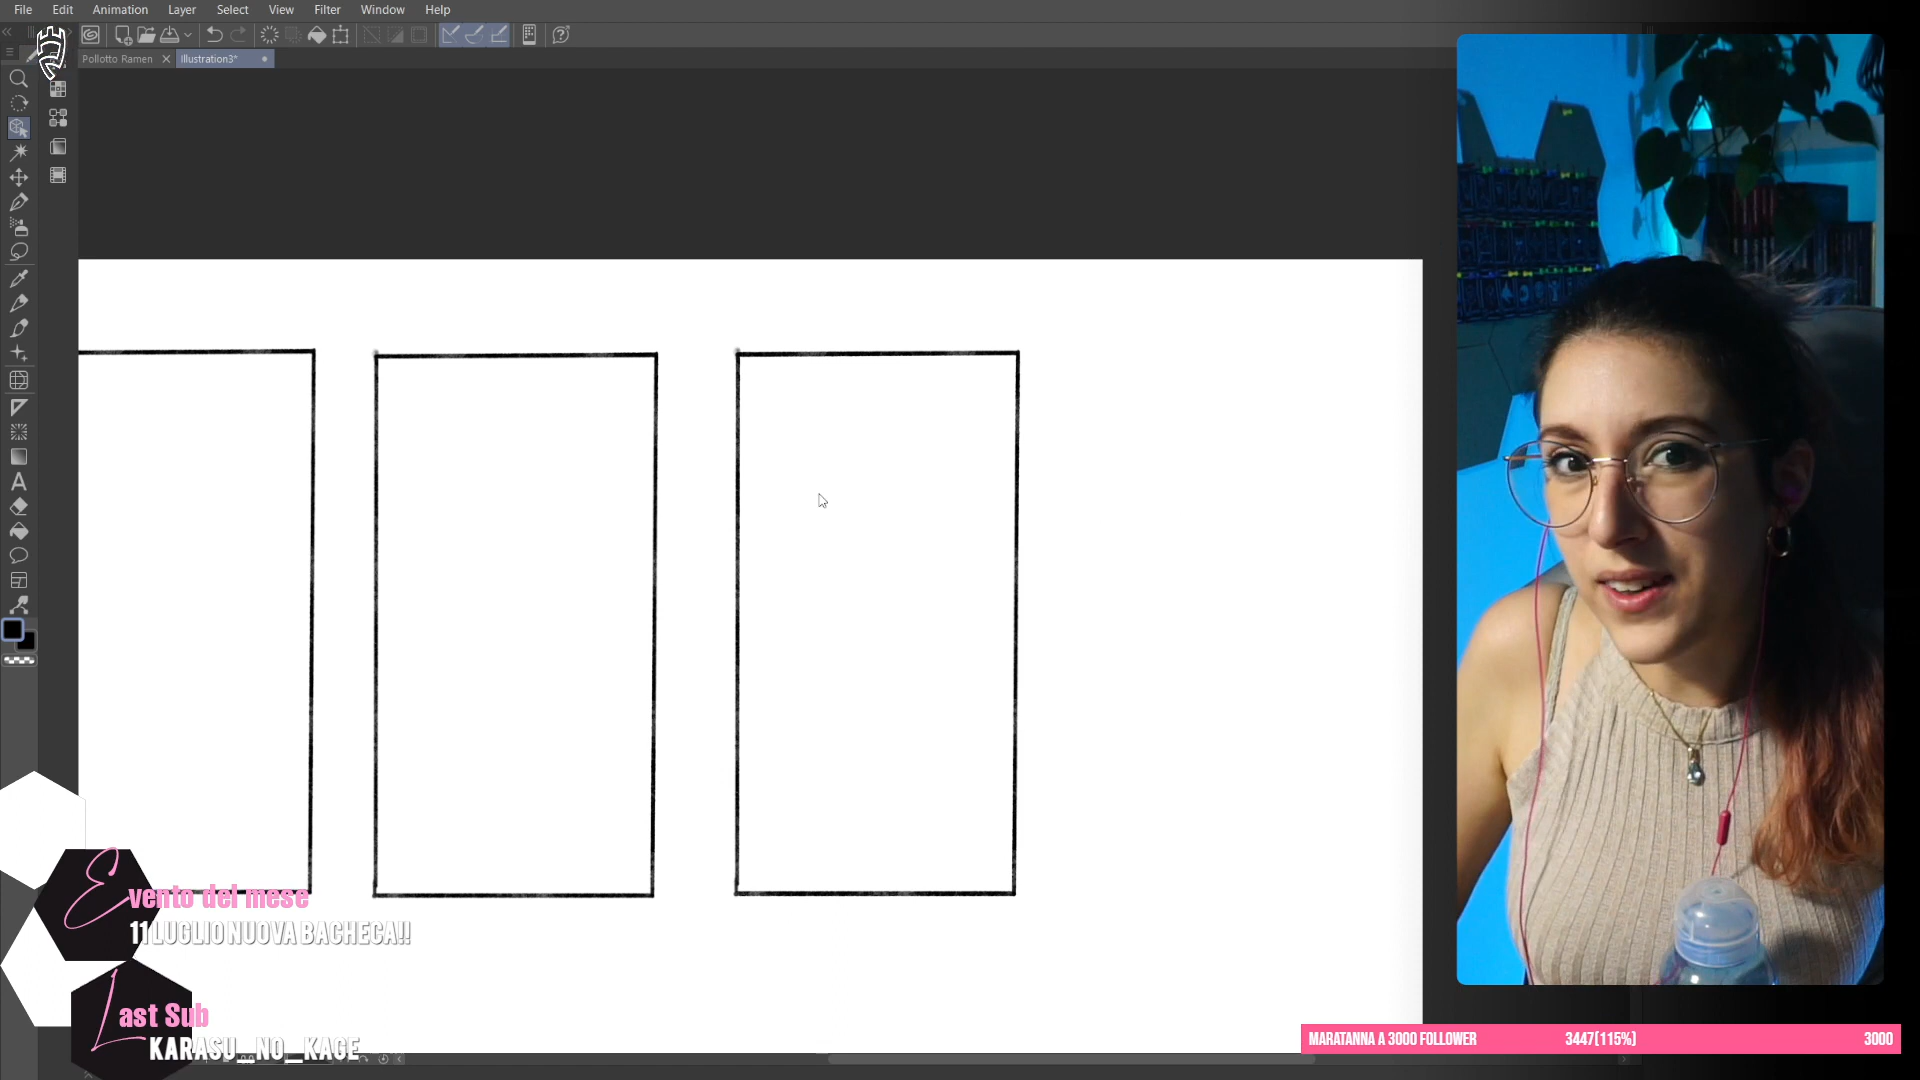 File Edit Animation Layer Select View Filter Window Help
Pollotto Ramen Illustration3*
Evento del mese
11 LUGLIO NUOVA BACHECA!!
Last Sub
KARASU_NO_KAGE
MARATANNA A 3000 FOLLOWER 3447(115%) 3000